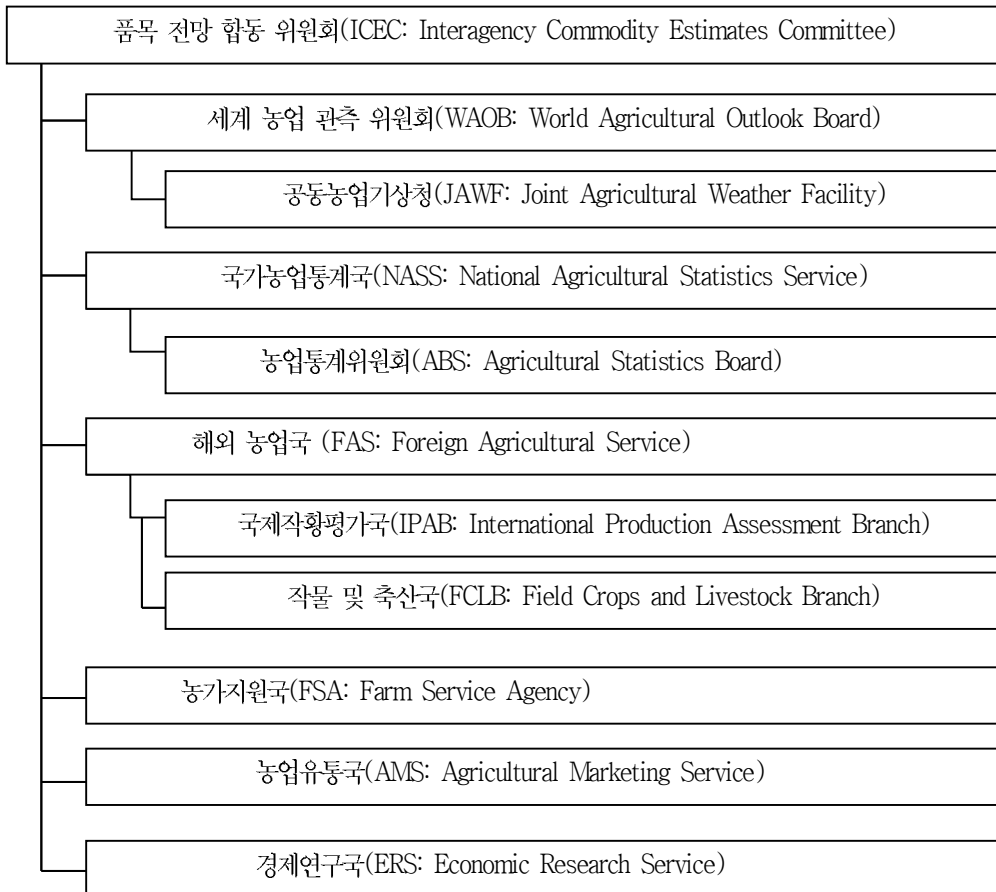 품목 전망 합동 위원회(ICEC: Interagency Commodity Estimates Committee)
세계 농업 관측 위원회(WAOB: World Agricultural Outlook Board)
공동농업기상청(JAWF: Joint Agricultural Weather Facility)
국가농업통계국(NASS: National Agricultural Statistics Service)
농업통계위원회(ABS: Agricultural Statistics Board)
해외 농업국 (FAS: Foreign Agricultural Service)
국제작황평가국(IPAB: International Production Assessment Branch)
작물 및 축산국(FCLB: Field Crops and Livestock Branch)
농가지원국(FSA: Farm Service Agency)
농업유통국(AMS: Agricultural Marketing Service)
경제연구국(ERS: Economic Research Service)